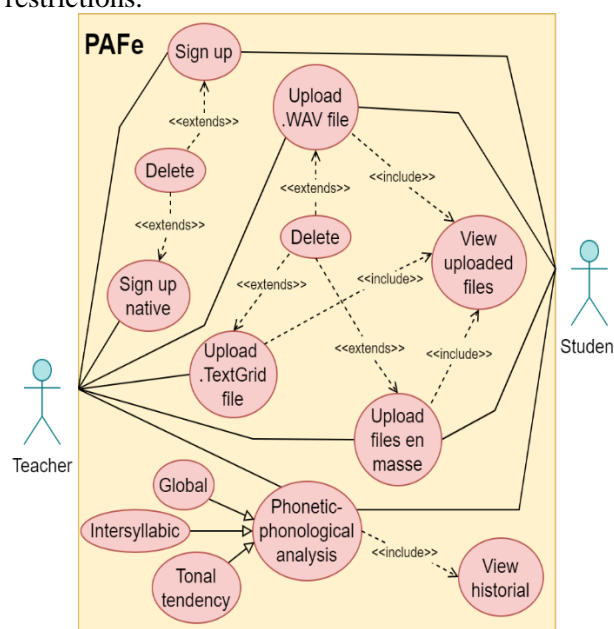 restrictions.
PAFe
Sign up
<<extends>>
Delete
<<extends>>
Sign up
native
Upload
.WAV file
<<include>>
<<extends>>
Delete
<<extends>>
<<include>>
View
uploaded
files
Upload
.TextGrid
file
<<extends>>
<<include>>
Upload
files en
masse
Teacher
Studen
Global
Intersyllabic
Tonal
tendency
Phonetic-
phonological
analysis
<<include>>
View
historial